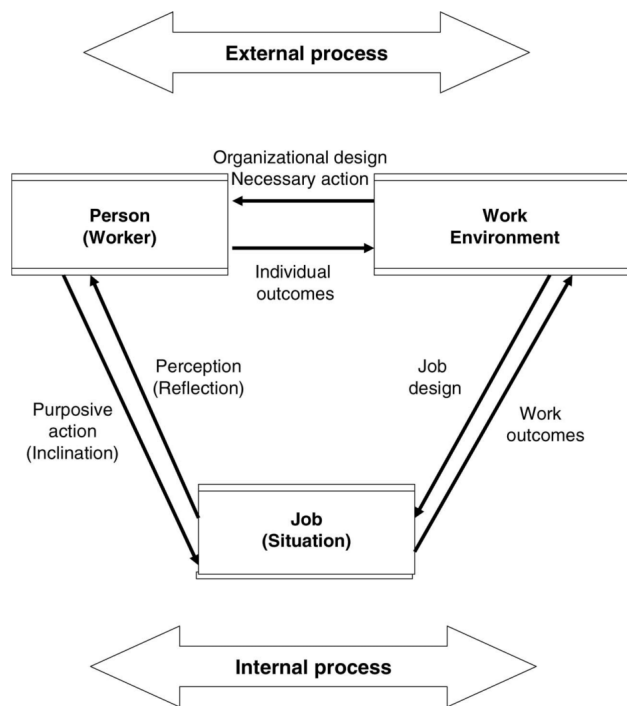 External process
Organizational design
Necessary action
Person
(Worker)
Work
Environment
Individual
outcomes
Perception
(Reflection)
Job
design
Purposive
action
(Inclination)
Work
outcomes
Job
(Situation)
Internal process